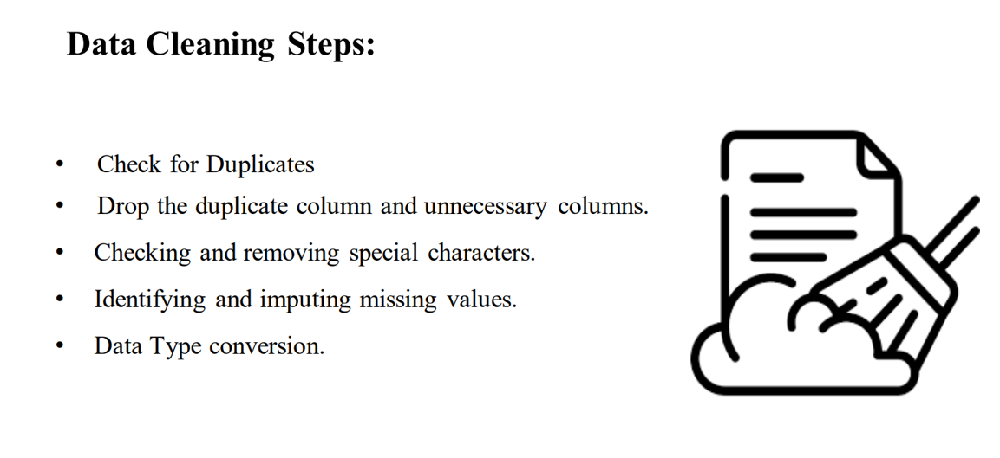 Data Cleaning Steps:
• Check for Duplicates
• Drop the duplicate column and unnecessary columns.
• Checking and removing special characters.
• Identifying and imputing missing values.
• Data Type conversion.